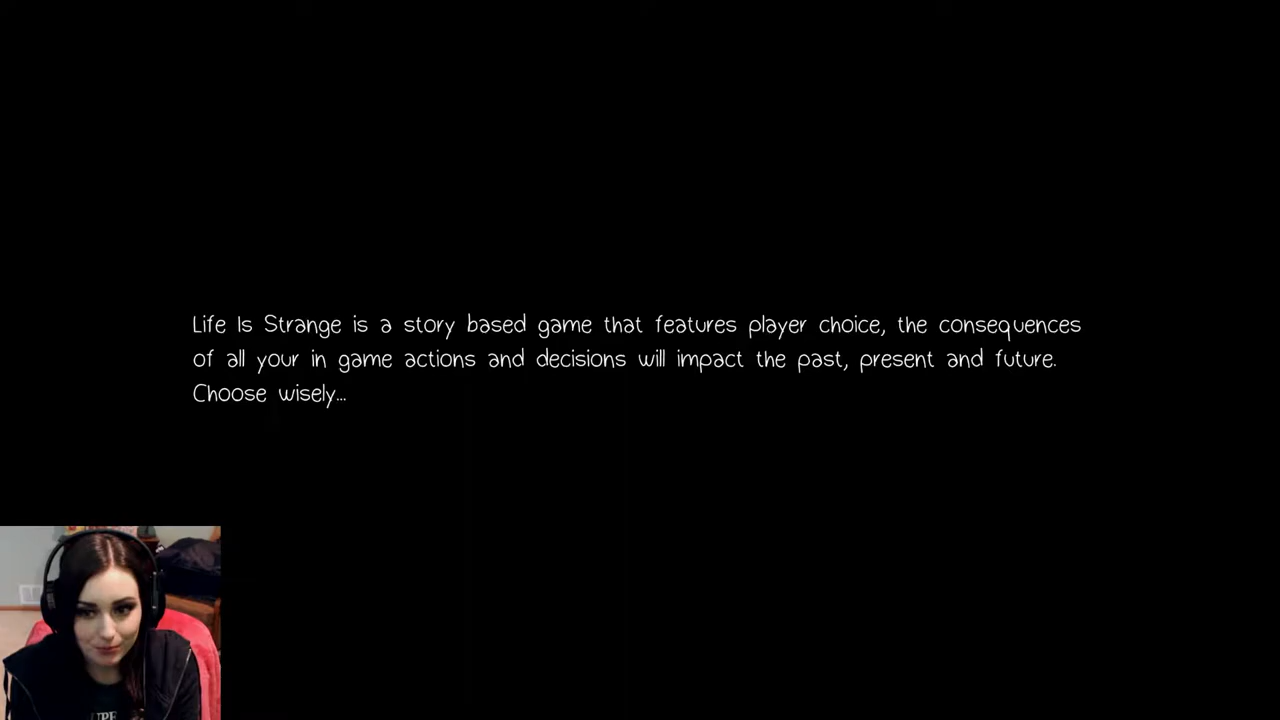 Life Is Strange is a story based game that features player choice, the consequences
of all your in game actions and decisions will impact the past, present and future.
Choose wisely...